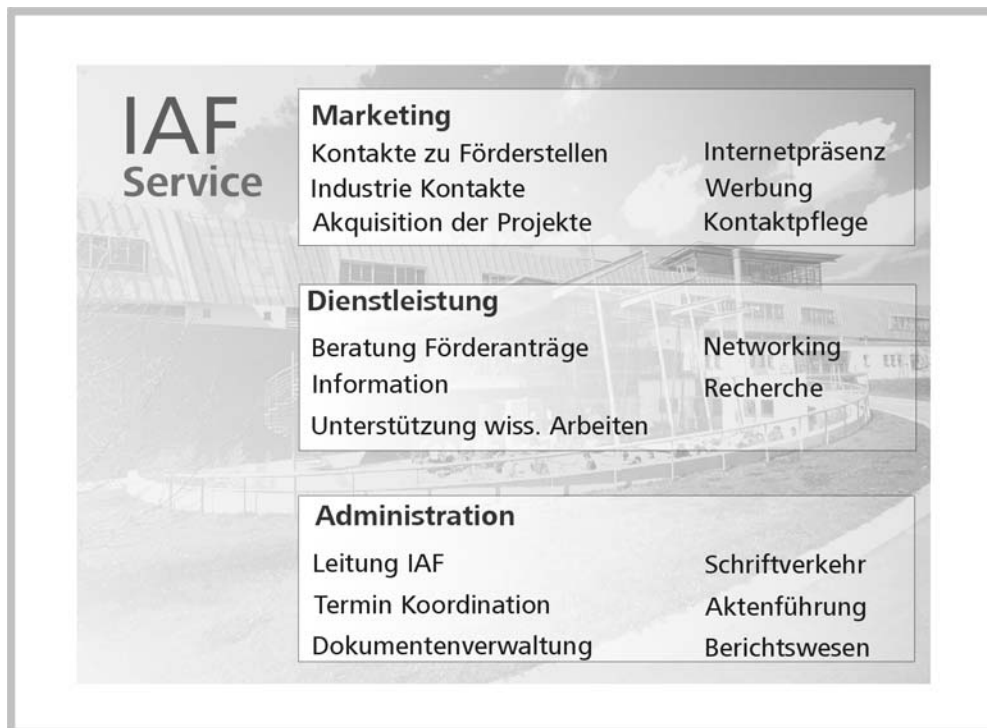 IAF
Service
Marketing
Kontakte zu Förderstellen Internetpräsenz
Industrie Kontakte Werbung
Akquisition der Projekte Kontaktpflege
Dienstleistung
Beratung Förderanträge Networking
Information Recherche
Unterstützung wiss. Arbeiten
Administration
Leitung IAF Schriftverkehr
Termin Koordination Aktenführung
Dokumentenverwaltung Berichtswesen